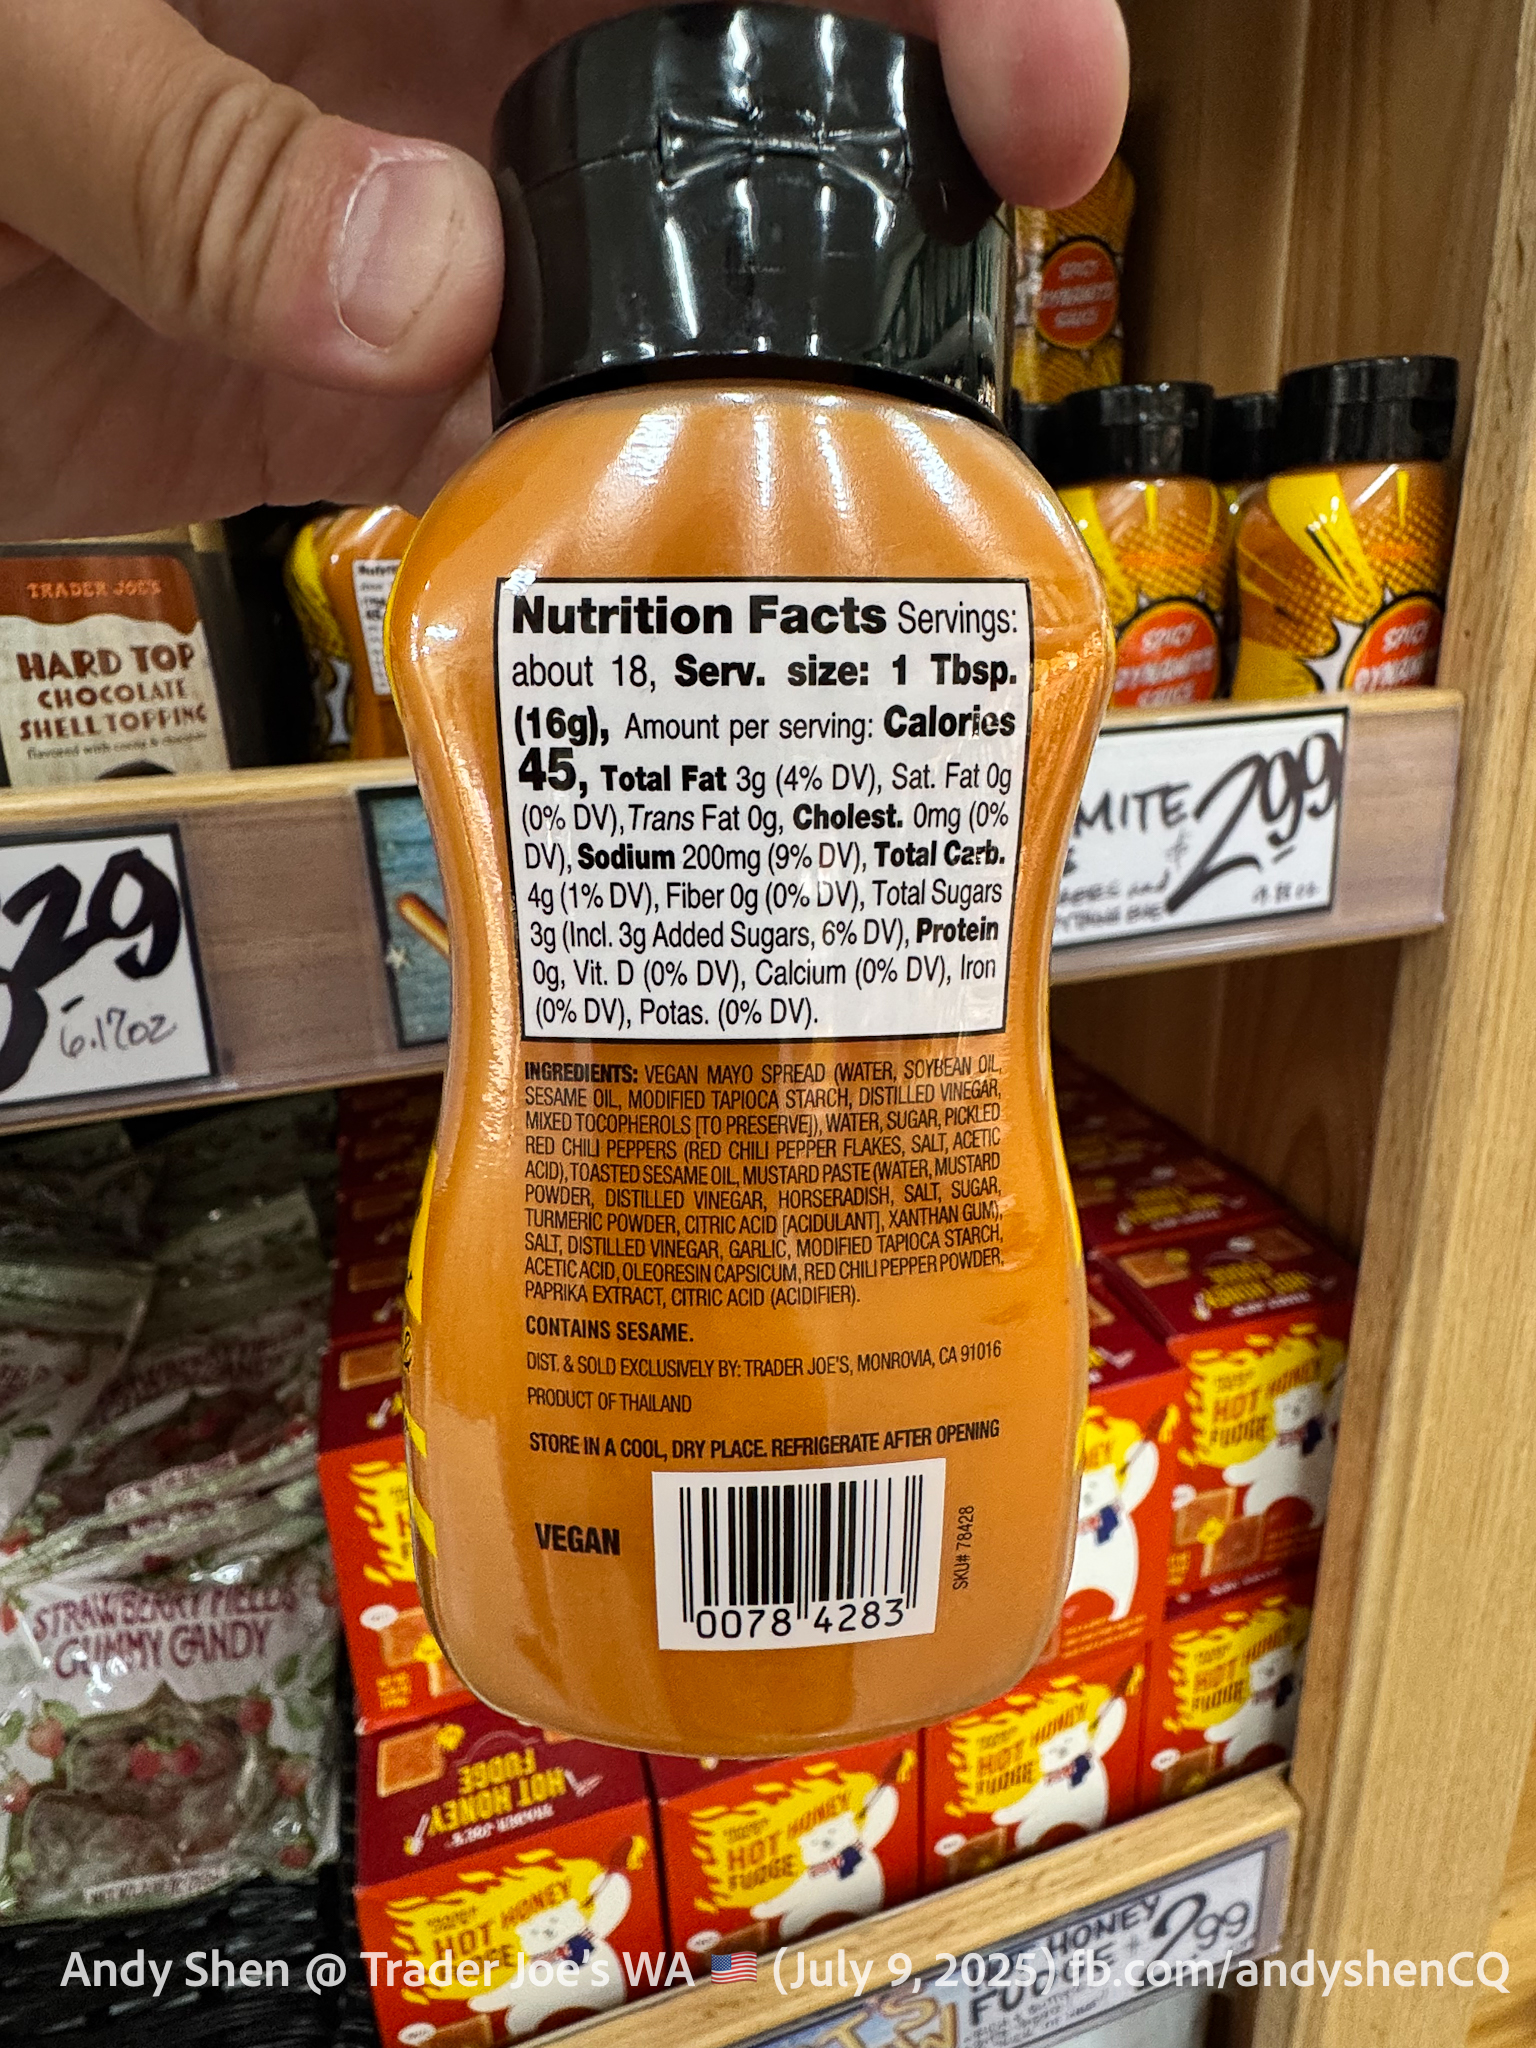 Nutrition Facts Servings:
about 18, Serv. size: 1 Tbsp.
(16g), Amount per serving: Calories
45, Total Fat 3g (4% DV), Sat. Fat 0g
(0% DV), Trans Fat 0g, Cholest. 0mg (0%
DV), Sodium 200mg (9% DV), Total Carb.
4g (1% DV), Fiber 0g (0% DV), Total Sugars
3g (Incl. 3g Added Sugars, 6% DV), Protein
0g, Vit. D (0% DV), Calcium (0% DV), Iron
(0% DV), Potas. (0% DV).
INGREDIENTS: VEGAN MAYO SPREAD (WATER, SOYBEAN OIL,
SESAME OIL, MODIFIED TAPIOCA STARCH, DISTILLED VINEGAR,
MIXED TOCOPHEROLS [TO PRESERVE]), WATER, SUGAR, PICKLED
RED CHILI PEPPERS (RED CHILI PEPPER FLAKES, SALT, ACETIC
ACID), TOASTED SESAME OIL, MUSTARD PASTE (WATER, MUSTARD
POWDER, DISTILLED VINEGAR, HORSERADISH, SALT, SUGAR,
TURMERIC POWDER, CITRIC ACID [ACIDULANT], XANTHAN GUM),
SALT, DISTILLED VINEGAR, GARLIC, MODIFIED TAPIOCA STARCH,
ACETIC ACID, OLEORESIN CAPSICUM, RED CHILI PEPPER POWDER,
PAPRIKA EXTRACT, CITRIC ACID (ACIDIFIER).
CONTAINS SESAME.
DIST. & SOLD EXCLUSIVELY BY: TRADER JOE'S, MONROVIA, CA 91016
PRODUCT OF THAILAND
STORE IN A COOL, DRY PLACE. REFRIGERATE AFTER OPENING
VEGAN
0078 4283
SKU# 78428
TRADER JOE'S
HARD TOP
CHOCOLATE
SHELL TOPPING
SPICY
DYNAMITE
SAUCE
MITE 2.99
29
6.17oz
STRAWBERRY FIELDS
GUMMY CANDY
HOT HONEY
FUDGE
HONEY 2.99
Andy Shen @ Trader Joe's WA 🇺🇸 (July 9, 2025) fb.com/andyshenCQ